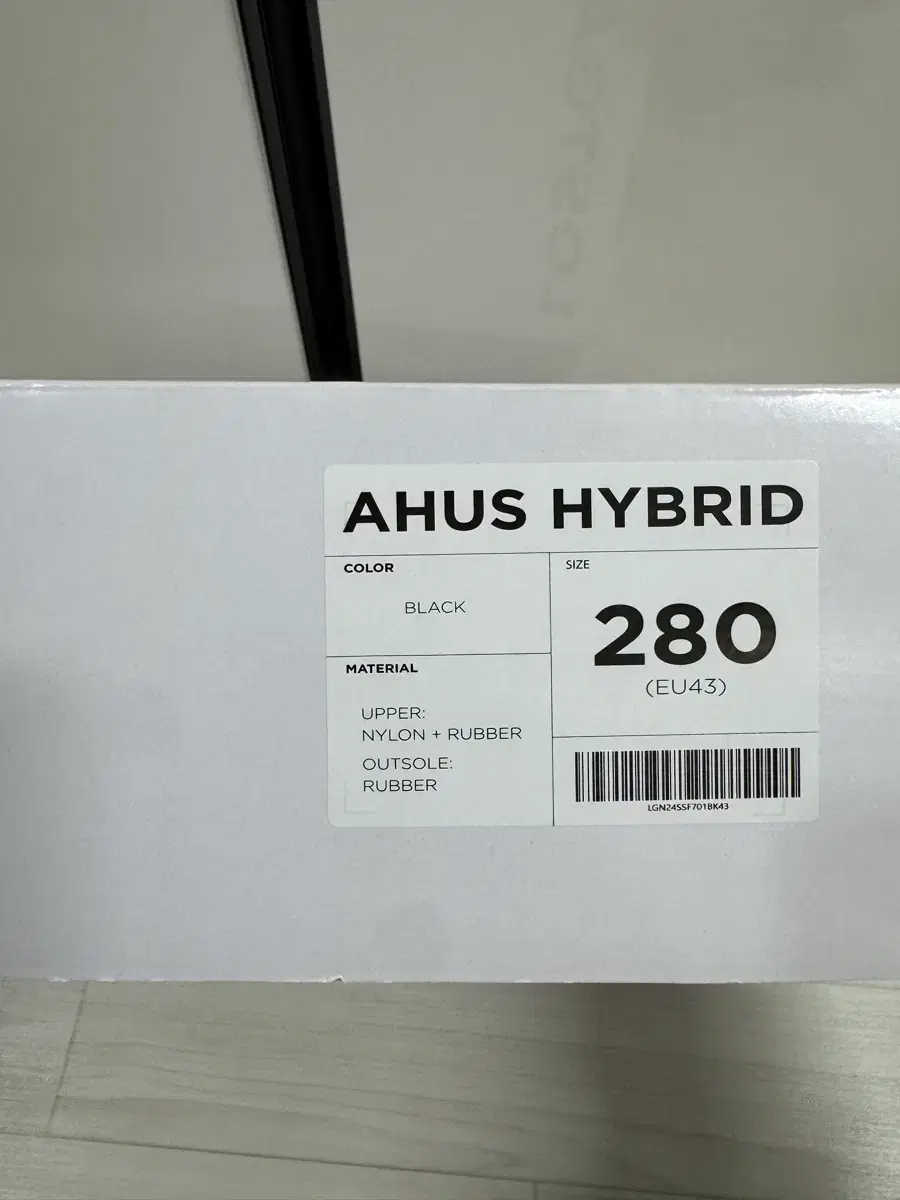 AHUS HYBRID
COLOR
BLACK
MATERIAL
UPPER:
NYLON + RUBBER
OUTSOLE:
RUBBER
SIZE
280
(EU43)
LGN24SSF701BK43